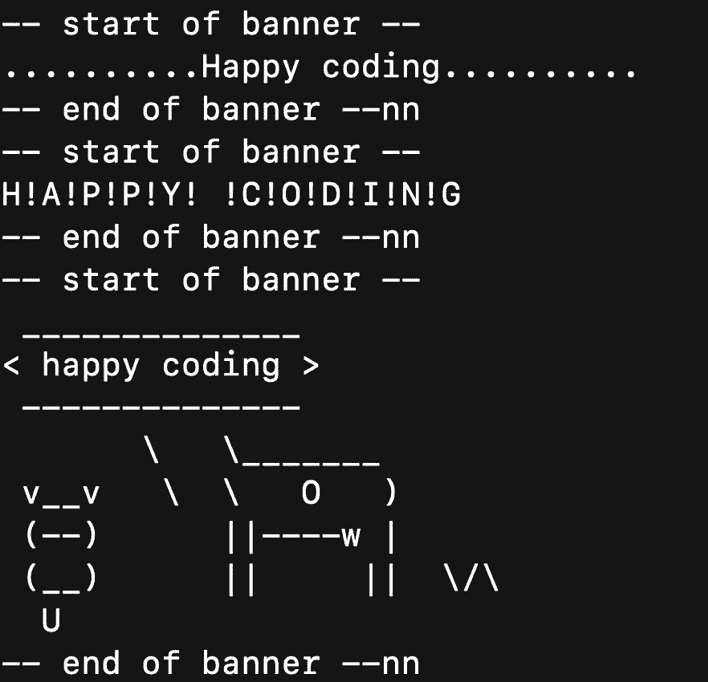 -- start of banner --
..........Happy coding..........
-- end of banner --nn
-- start of banner --
H!A!P!P!Y! !C!O!D!I!N!G
-- end of banner --nn
-- start of banner --
 ______________
< happy coding >
 --------------
       \   \_______
 v__v   \  \   O   )
 (--)      ||----w |
 (__)      ||     ||  \/\
  U
-- end of banner --nn